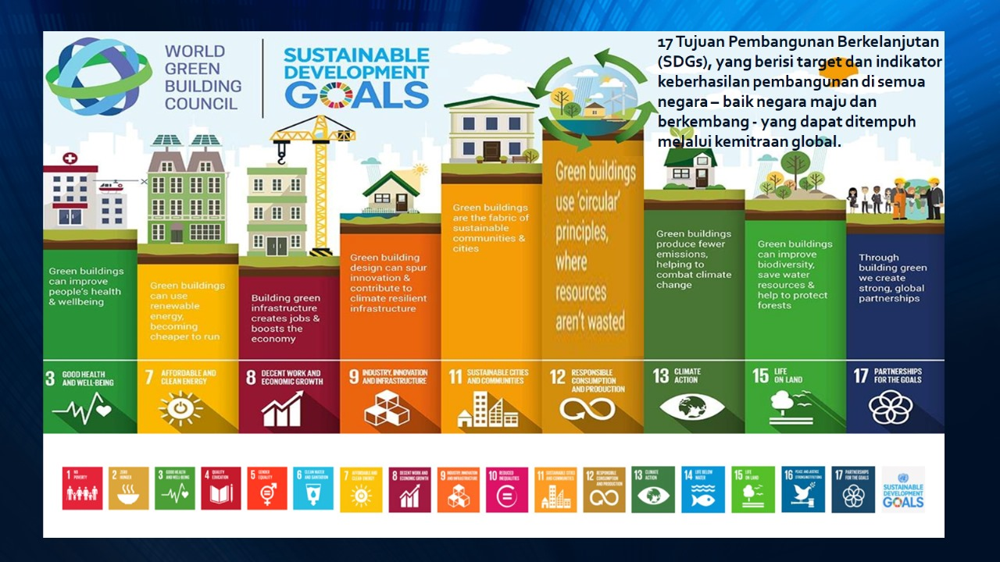 WORLD
GREEN
BUILDING
COUNCIL
SUSTAINABLE
DEVELOPMENT
GOALS
17 Tujuan Pembangunan Berkelanjutan
(SDGs), yang berisi target dan indikator
keberhasilan pembangunan di semua
negara – baik negara maju dan
berkembang - yang dapat ditempuh
melalui kemitraan global.
Green buildings
can improve
people's health
& wellbeing
Green buildings
can use
renewable
energy,
becoming
cheaper to run
Building green
infrastructure
creates jobs &
boosts the
economy
Green building
design can spur
innovation &
contribute to
climate resilient
infrastructure
Green buildings
are the fabric of
sustainable
communities &
cities
Green buildings
use 'circular'
principles,
where
resources
aren't wasted
Green buildings
produce fewer
emissions,
helping to
combat climate
change
Green buildings
can improve
biodiversity,
save water
resources &
help to protect
forests
Through
building green
we create
strong, global
partnerships
3 GOOD HEALTH
AND WELL-BEING
7 AFFORDABLE AND
CLEAN ENERGY
8 DECENT WORK AND
ECONOMIC GROWTH
9 INDUSTRY, INNOVATION
AND INFRASTRUCTURE
11 SUSTAINABLE CITIES
AND COMMUNITIES
12 RESPONSIBLE
CONSUMPTION
AND PRODUCTION
13 CLIMATE
ACTION
15 LIFE
ON LAND
17 PARTNERSHIPS
FOR THE GOALS
1 NO
POVERTY
2 ZERO
HUNGER
3 GOOD HEALTH
AND WELL-BEING
4 QUALITY
EDUCATION
5 GENDER
EQUALITY
6 CLEAN WATER
AND SANITATION
7 AFFORDABLE AND
CLEAN ENERGY
8 DECENT WORK AND
ECONOMIC GROWTH
9 INDUSTRY, INNOVATION
AND INFRASTRUCTURE
10 REDUCED
INEQUALITIES
11 SUSTAINABLE CITIES
AND COMMUNITIES
12 RESPONSIBLE
CONSUMPTION
AND PRODUCTION
13 CLIMATE
ACTION
14 LIFE BELOW
WATER
15 LIFE
ON LAND
16 PEACE AND JUSTICE
STRONG INSTITUTIONS
17 PARTNERSHIPS
FOR THE GOALS
SUSTAINABLE
DEVELOPMENT
GOALS